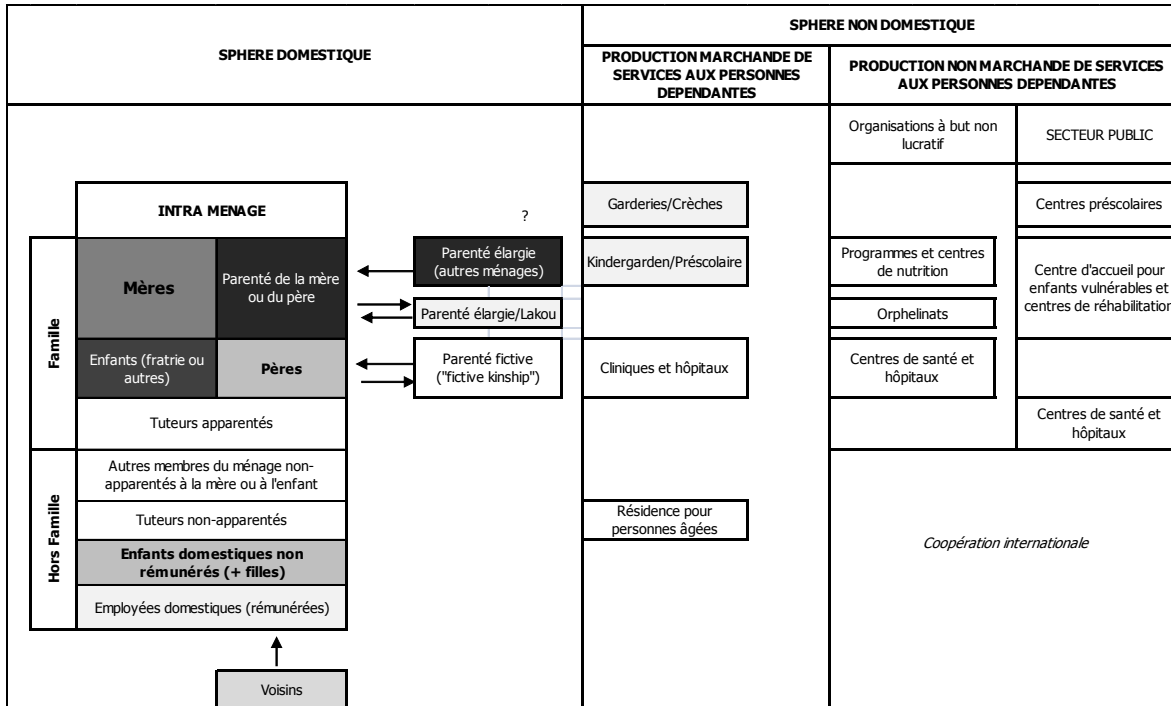 SPHERE DOMESTIQUE
SPHERE NON DOMESTIQUE
PRODUCTION MARCHANDE DE
SERVICES AUX PERSONNES
DEPENDANTES
PRODUCTION NON MARCHANDE DE SERVICES
AUX PERSONNES DEPENDANTES
Organisations à but non
lucratif
SECTEUR PUBLIC
INTRA MENAGE
?
Garderies/Crèches
Centres préscolaires
Famille
Mères
Parenté de la mère
ou du père
Parenté élargie
(autres ménages)
Kindergarden/Préscolaire
Programmes et centres
de nutrition
Centre d'accueil pour
enfants vulnérables et
centres de réhabilitation
Parenté élargie/Lakou
Orphelinats
Enfants (fratrie ou
autres)
Pères
Parenté fictive
("fictive kinship")
Cliniques et hôpitaux
Centres de santé et
hôpitaux
Tuteurs apparentés
Centres de santé et
hôpitaux
Hors Famille
Autres membres du ménage non-
apparentés à la mère ou à l'enfant
Tuteurs non-apparentés
Résidence pour
personnes âgées
Enfants domestiques non
rémunérés (+ filles)
Coopération internationale
Employées domestiques (rémunérées)
Voisins